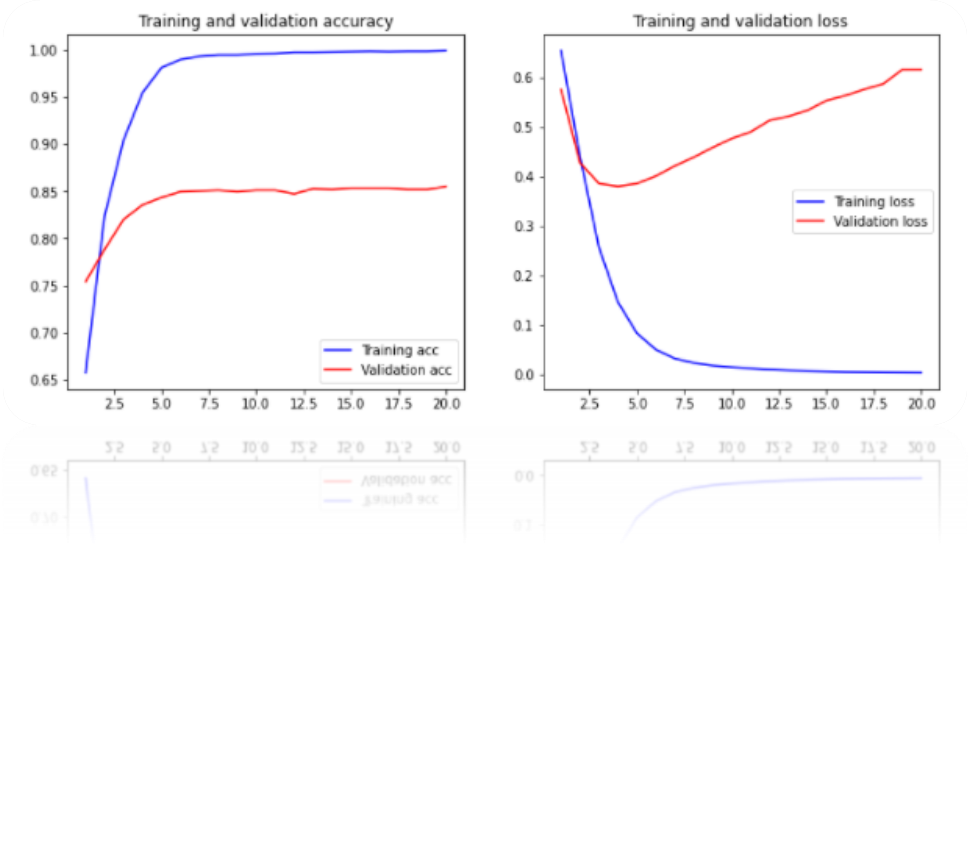 Training and validation accuracy
1.00
0.95
0.90
0.85
0.80
0.75
0.70
0.65
Training acc
Validation acc
2.5 5.0 7.5 10.0 12.5 15.0 17.5 20.0
Training and validation loss
0.6
0.5
0.4
0.3
0.2
0.1
0.0
Training loss
Validation loss
2.5 5.0 7.5 10.0 12.5 15.0 17.5 20.0